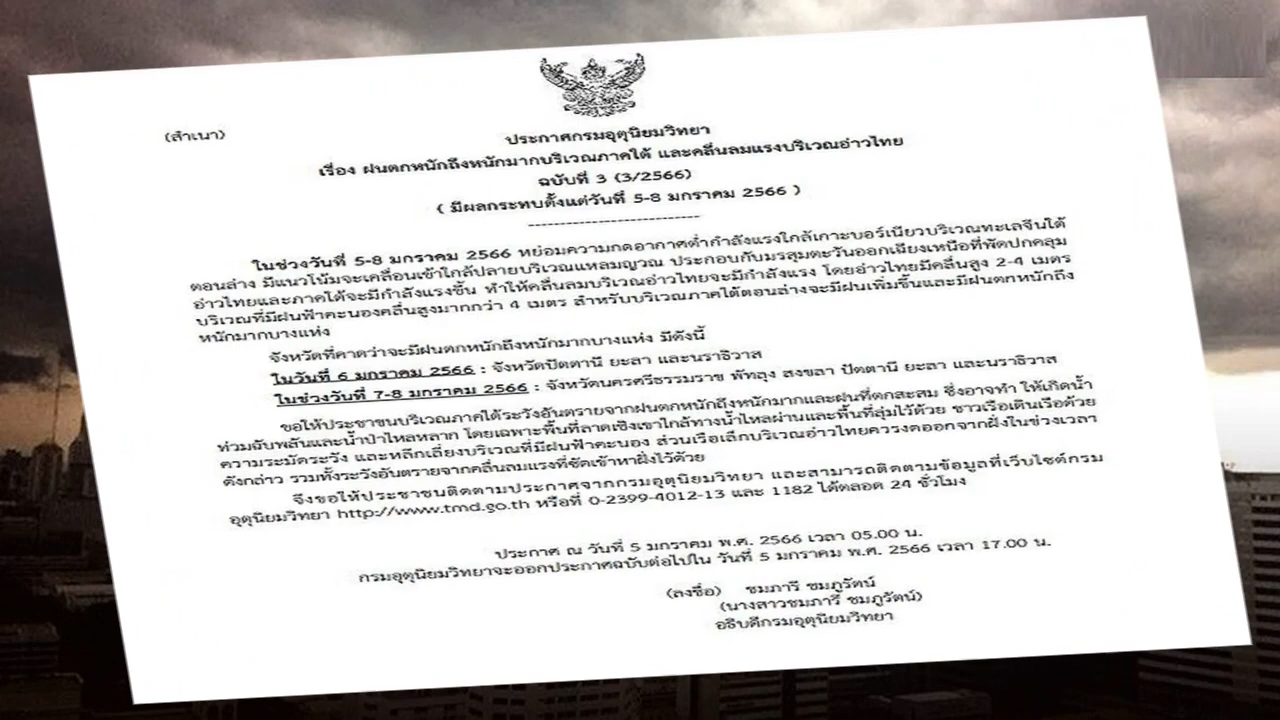 (สำเนา)
ประกาศกรมอุตุนิยมวิทยา
เรื่อง ฝนตกหนักถึงหนักมากบริเวณภาคใต้ และคลื่นลมแรงบริเวณอ่าวไทย
ฉบับที่ 3 (3/2566)
( มีผลกระทบตั้งแต่วันที่ 5-8 มกราคม 2566 )
ในช่วงวันที่ 5-8 มกราคม 2566 หย่อมความกดอากาศต่ำกำลังแรงใกล้เกาะบอร์เนียวบริเวณทะเลจีนใต้
ตอนล่าง มีแนวโน้มจะเคลื่อนเข้าใกล้ปลายบริเวณแหลมญวณ ประกอบกับมรสุมตะวันออกเฉียงเหนือที่พัดปกคลุม
อ่าวไทยและภาคใต้จะมีกำลังแรงขึ้น ทำให้คลื่นลมบริเวณอ่าวไทยจะมีกำลังแรง โดยอ่าวไทยมีคลื่นสูง 2-4 เมตร
บริเวณที่มีฝนฟ้าคะนองคลื่นสูงมากกว่า 4 เมตร สำหรับบริเวณภาคใต้ตอนล่างจะมีฝนเพิ่มขึ้นและมีฝนตกหนักถึง
หนักมากบางแห่ง
จังหวัดที่คาดว่าจะมีฝนตกหนักถึงหนักมากบางแห่ง มีดังนี้
ในวันที่ 6 มกราคม 2566 : จังหวัดปัตตานี ยะลา และนราธิวาส
ในช่วงวันที่ 7-8 มกราคม 2566 : จังหวัดนครศรีธรรมราช พัทลุง สงขลา ปัตตานี ยะลา และนราธิวาส
ขอให้ประชาชนบริเวณภาคใต้ระวังอันตรายจากฝนตกหนักถึงหนักมากและฝนที่ตกสะสม ซึ่งอาจทำ ให้เกิดน้ำ
ท่วมฉับพลันและน้ำป่าไหลหลาก โดยเฉพาะพื้นที่ลาดเชิงเขาใกล้ทางน้ำไหลผ่านและพื้นที่ลุ่มไว้ด้วย ชาวเรือเดินเรือด้วย
ความระมัดระวัง และหลีกเลี่ยงบริเวณที่มีฝนฟ้าคะนอง ส่วนเรือเล็กบริเวณอ่าวไทยควรงดออกจากฝั่งในช่วงเวลา
ดังกล่าว รวมทั้งระวังอันตรายจากคลื่นลมแรงที่ซัดเข้าหาฝั่งไว้ด้วย
จึงขอให้ประชาชนติดตามประกาศจากกรมอุตุนิยมวิทยา และสามารถติดตามข้อมูลที่เว็บไซต์กรม
อุตุนิยมวิทยา http://www.tmd.go.th หรือที่ 0-2399-4012-13 และ 1182 ได้ตลอด 24 ชั่วโมง
ประกาศ ณ วันที่ 5 มกราคม พ.ศ. 2566 เวลา 05.00 น.
กรมอุตุนิยมวิทยาจะออกประกาศฉบับต่อไปใน วันที่ 5 มกราคม พ.ศ. 2566 เวลา 17.00 น.
(ลงชื่อ) ชมภารี ชมภูรัตน์
(นางสาวชมภารี ชมภูรัตน์)
อธิบดีกรมอุตุนิยมวิทยา